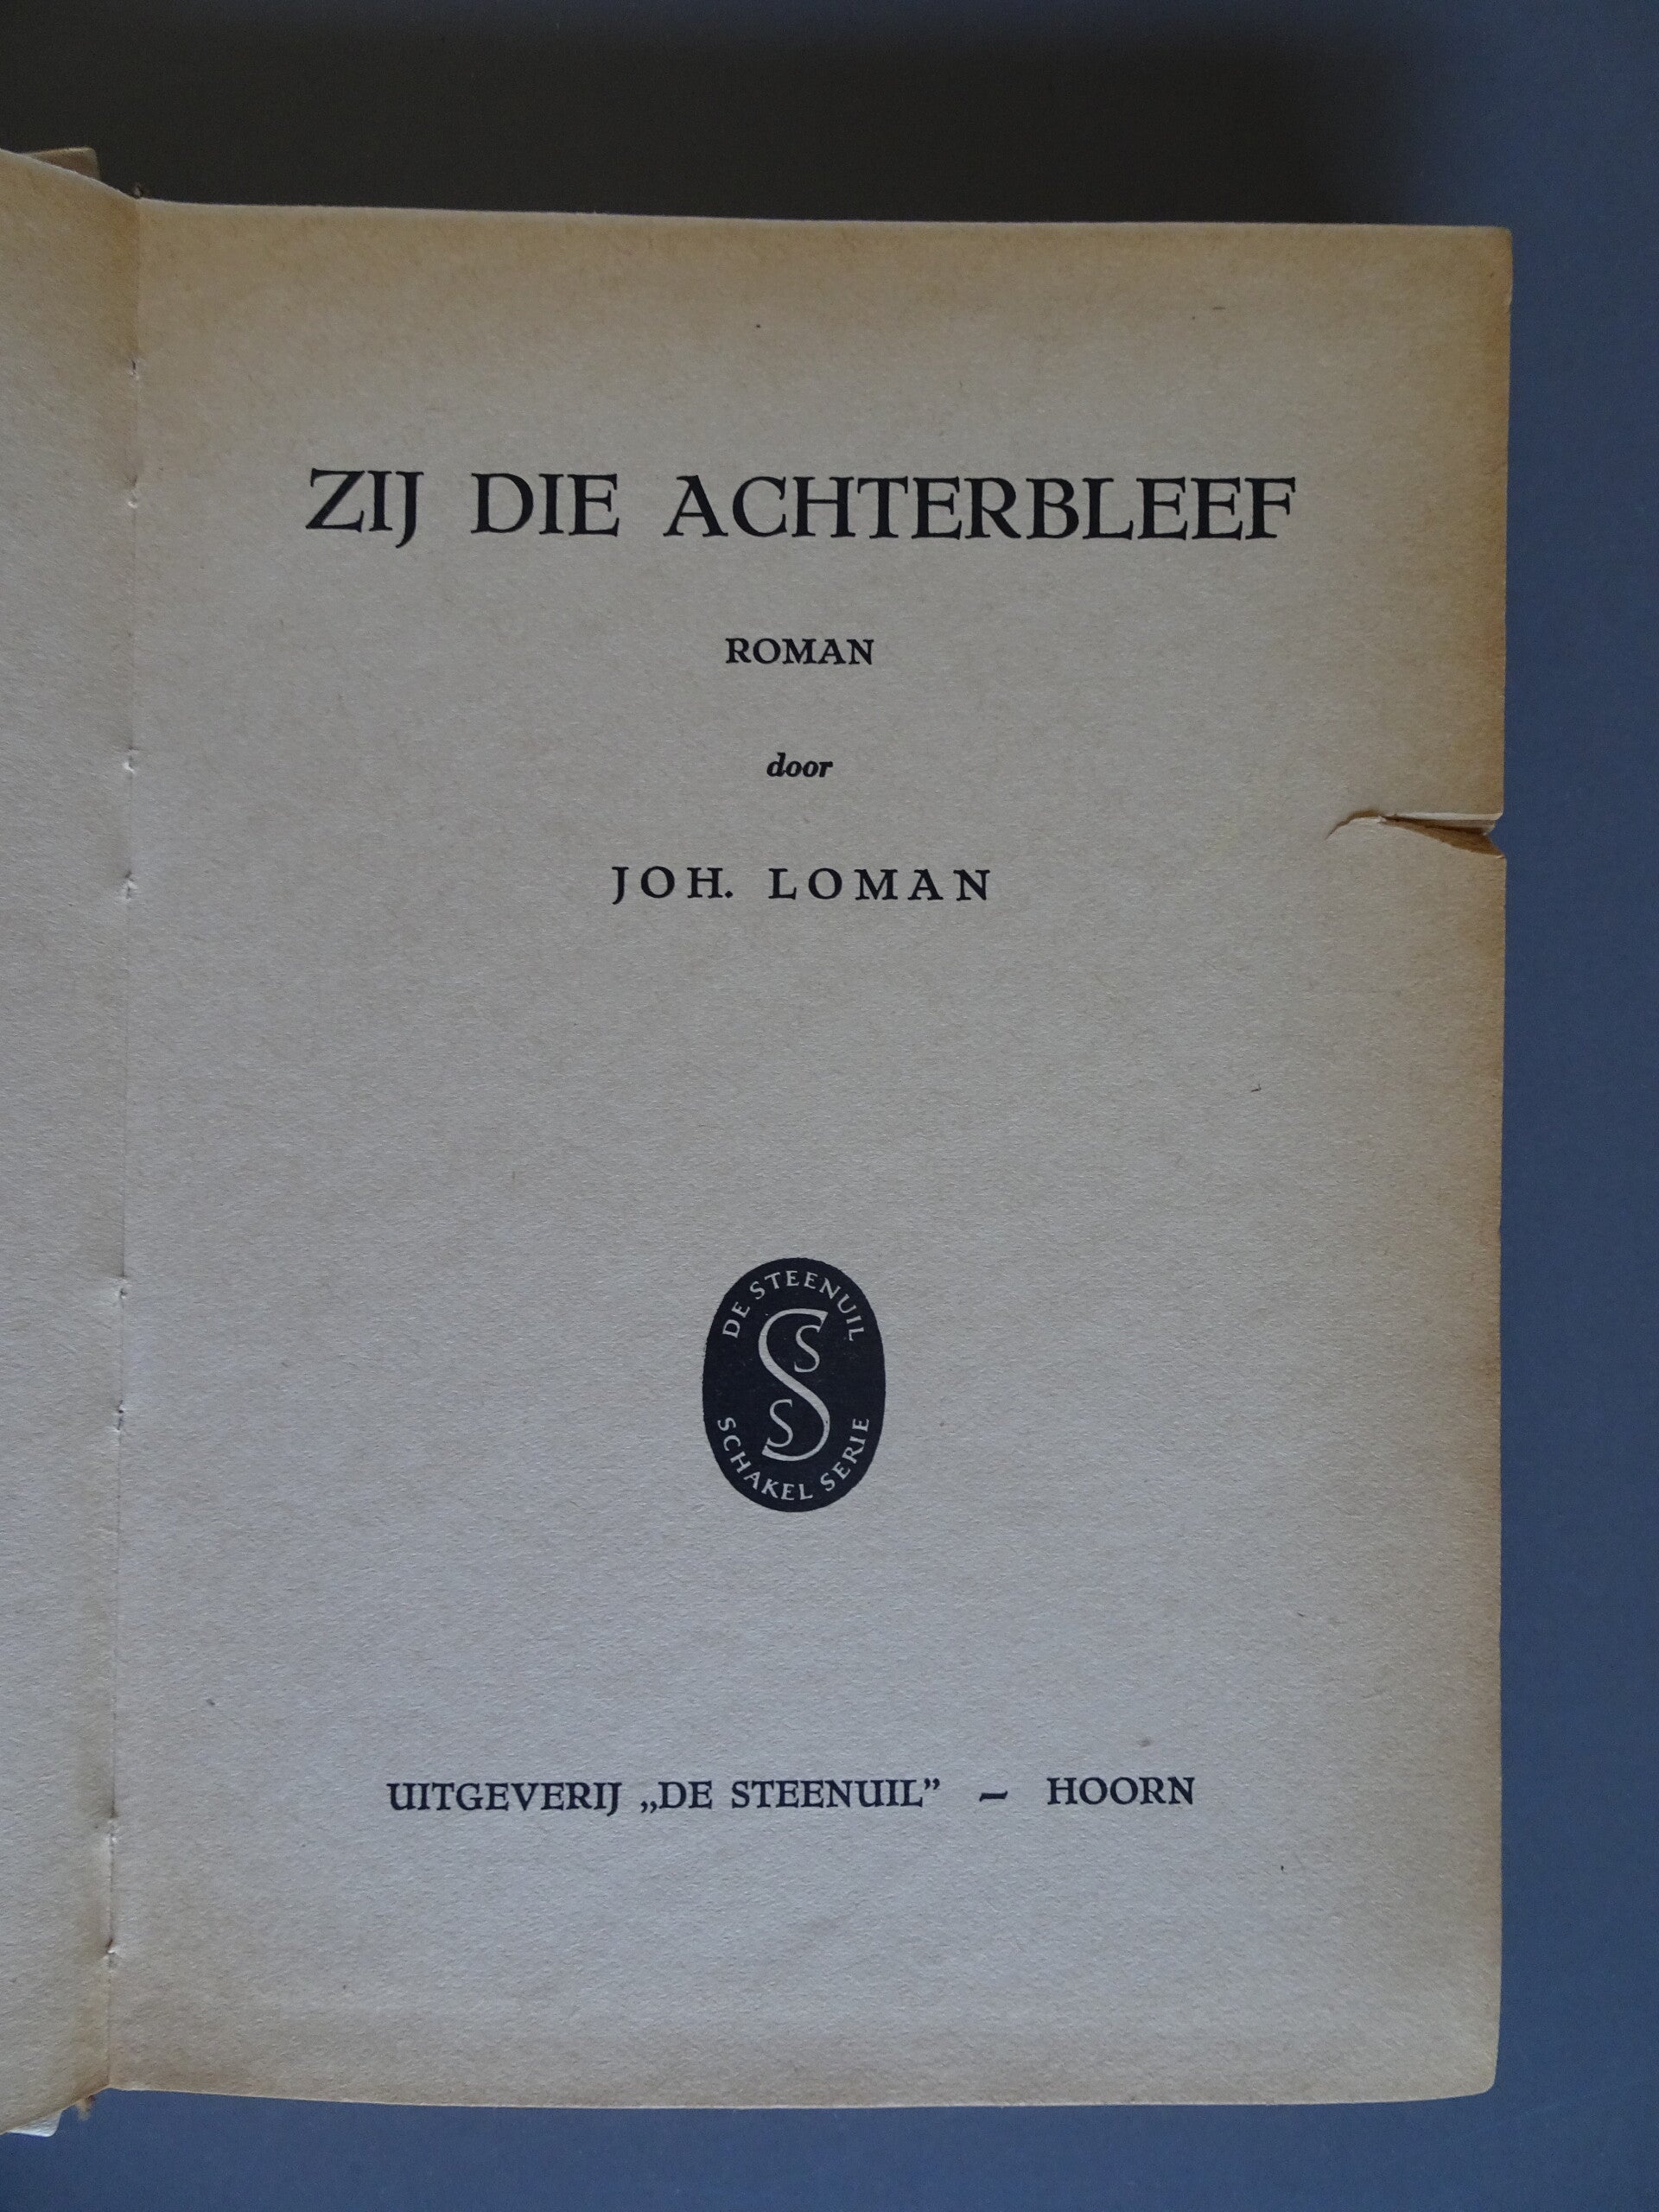 ZIJ DIE ACHTERBLEEF
ROMAN
door
JOH. LOMAN
DE STEENUIL
S
S
S
SCHAKEL SERIE
UITGEVERIJ „DE STEENUIL” – HOORN